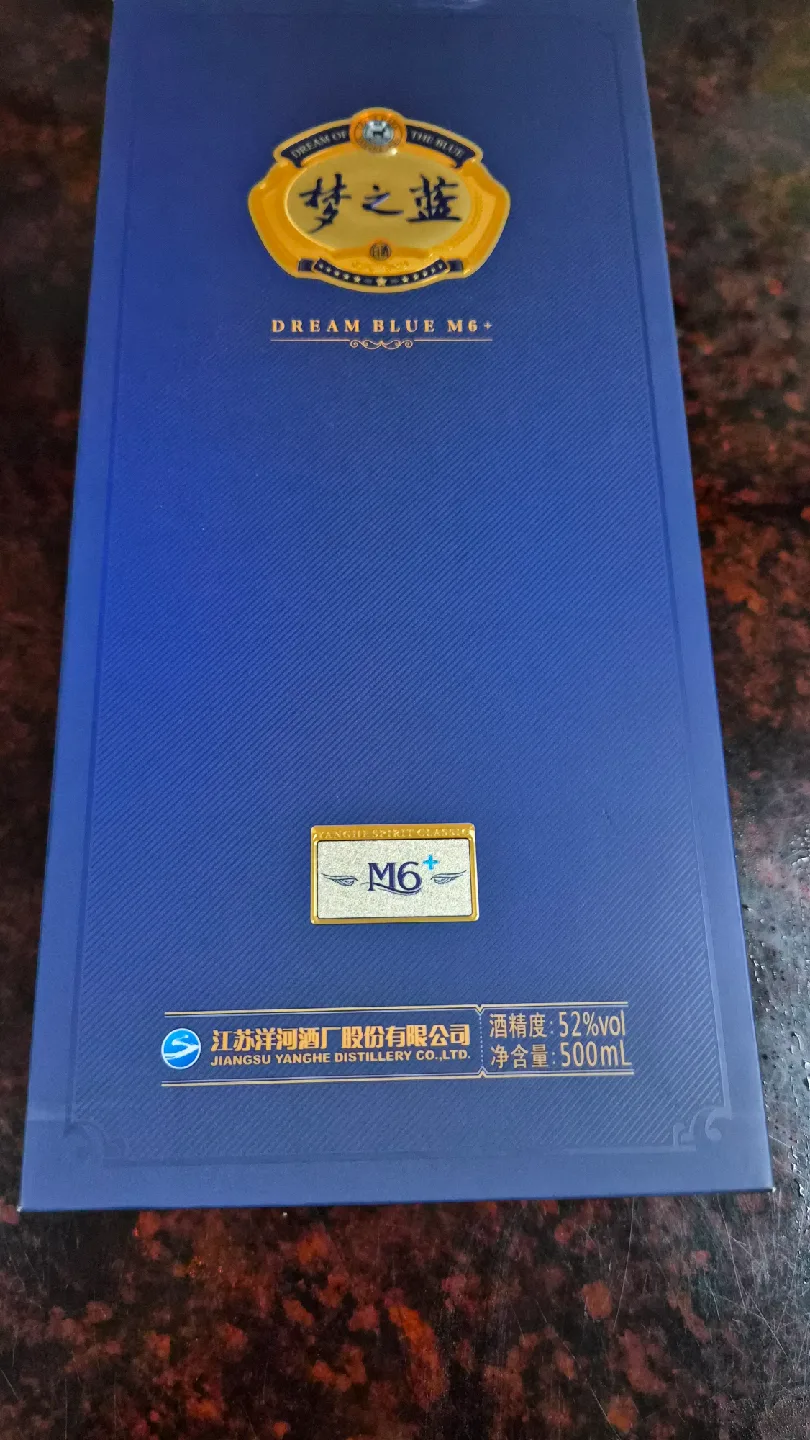 DREAM OF THE BLUE
梦之蓝
白酒
DREAM BLUE M6+
YANGHE SPIRIT CLASSIC
M6+
江苏洋河酒厂股份有限公司
JIANGSU YANGHE DISTILLERY CO.,LTD.
酒精度:52%vol
净含量:500mL